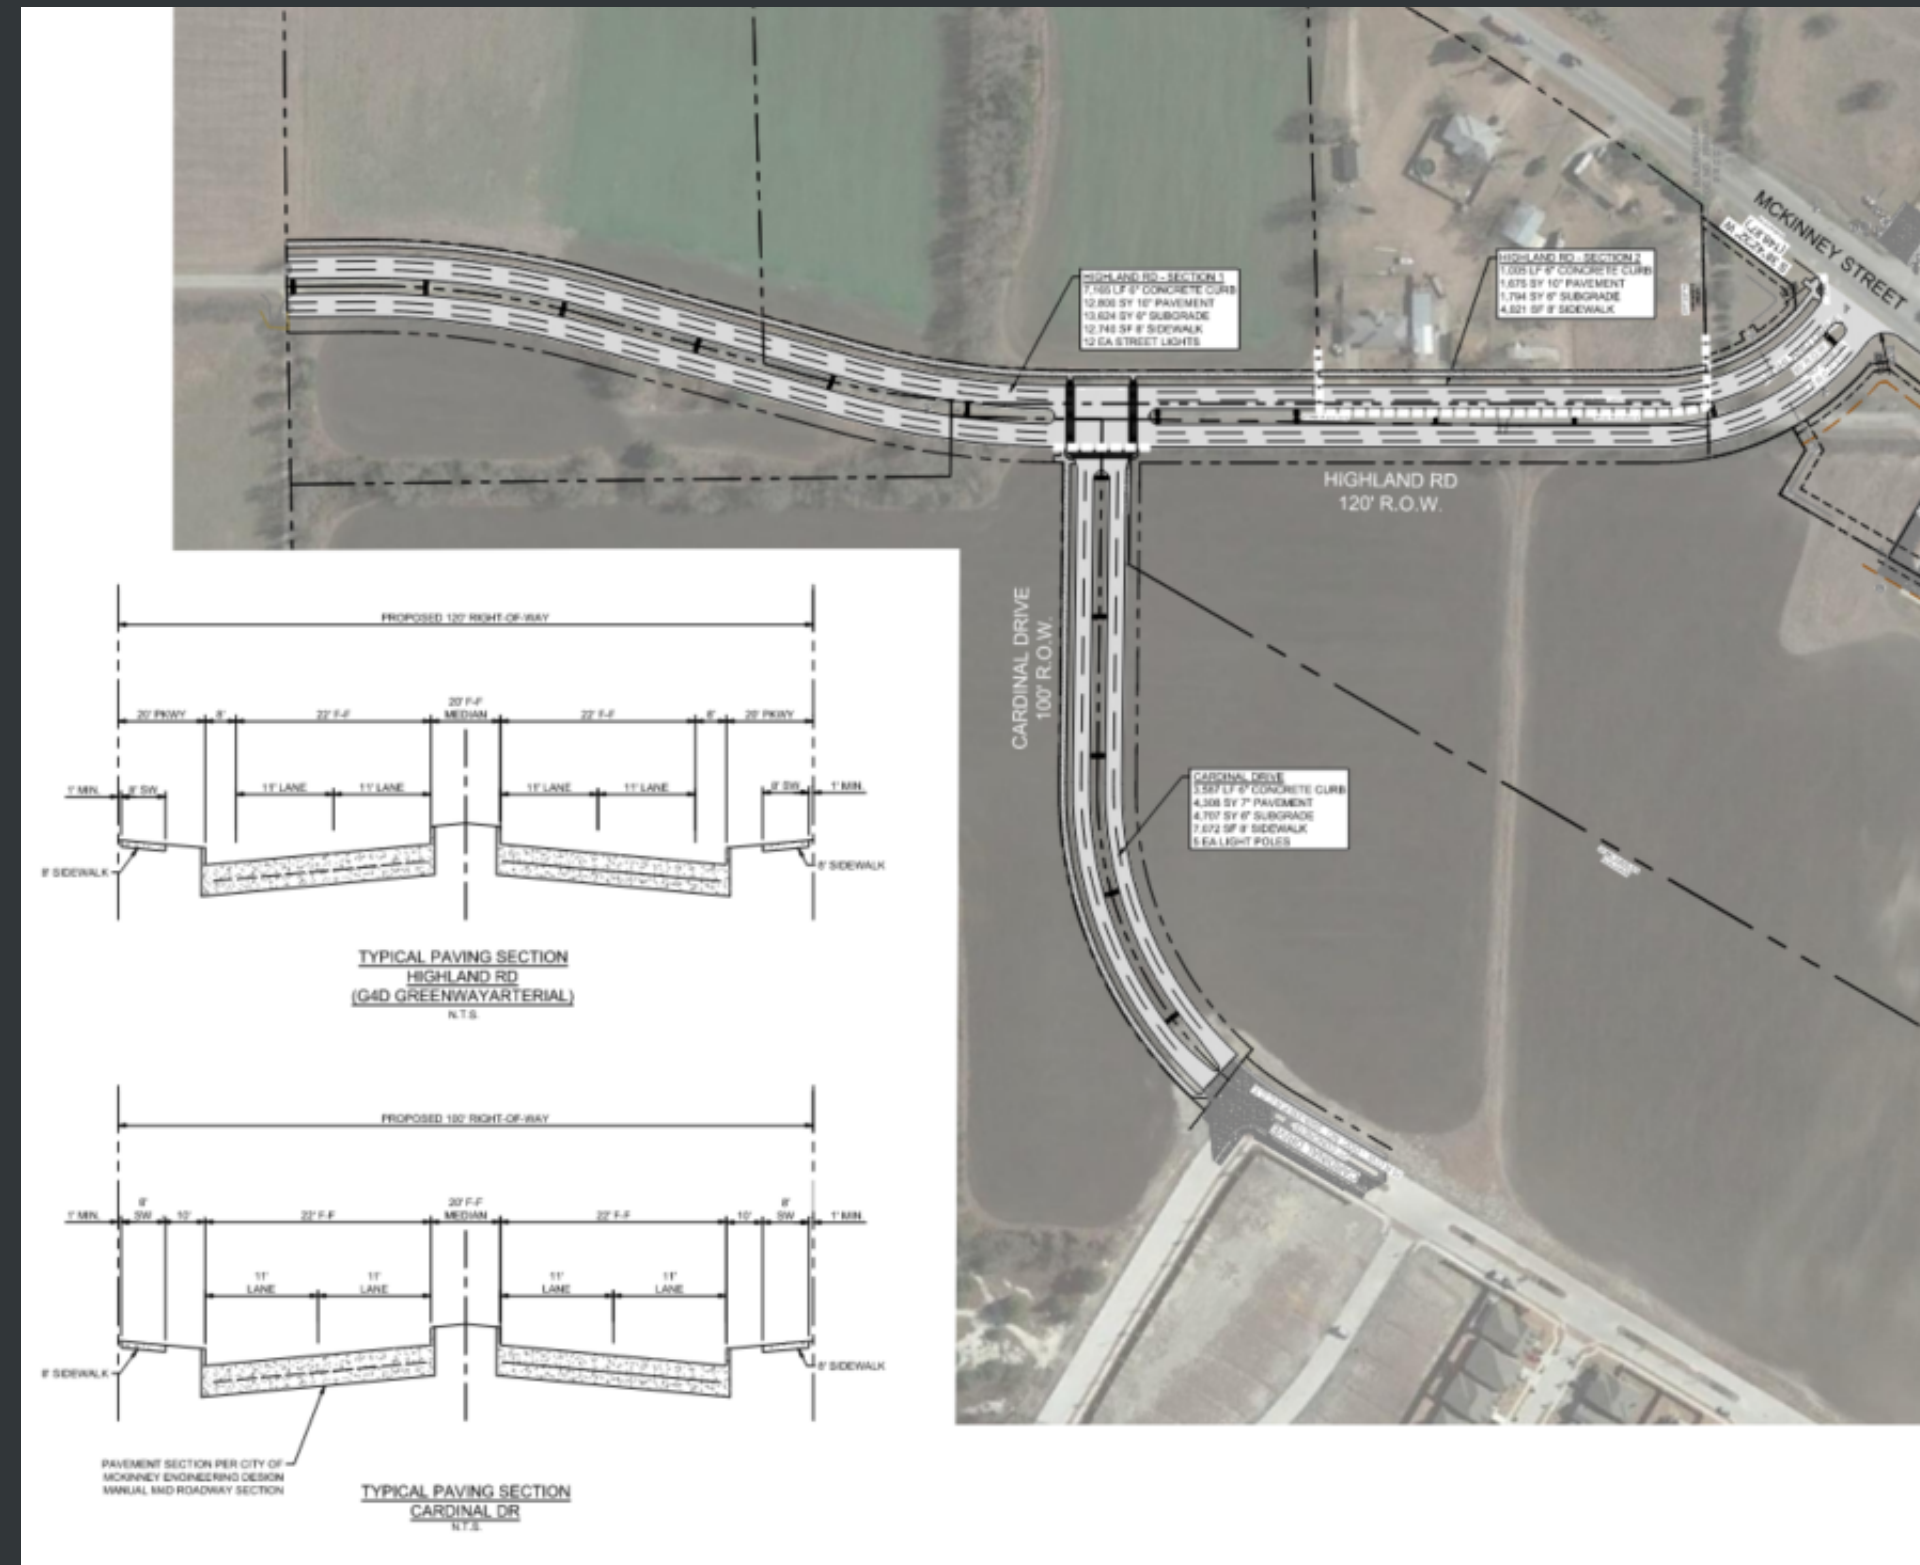 MCKINNEY STREET
HIGHLAND RD - SECTION 1
7,165 LF 6" CONCRETE CURB
12,800 SY 10" PAVEMENT
13,624 SY 6" SUBGRADE
12,740 SF 8' SIDEWALK
12 EA STREET LIGHTS
HIGHLAND RD - SECTION 2
1,005 LF 6" CONCRETE CURB
1,675 SY 10" PAVEMENT
1,794 SY 6" SUBGRADE
4,021 SF 8' SIDEWALK
HIGHLAND RD
120' R.O.W.
CARDINAL DRIVE
100' R.O.W.
CARDINAL DRIVE
3,587 LF 6" CONCRETE CURB
4,308 SY 7" PAVEMENT
4,707 SY 6" SUBGRADE
7,072 SF 8' SIDEWALK
5 EA LIGHT POLES
CARDINAL DRIVE
PROPOSED 120' RIGHT-OF-WAY
20' PKWY
22' F-F
20' F-F
MEDIAN
22' F-F
20' PKWY
1' MIN.
8' SW
11' LANE
11' LANE
11' LANE
11' LANE
8' SW
1' MIN.
8' SIDEWALK
8' SIDEWALK
TYPICAL PAVING SECTION
HIGHLAND RD
(G4D GREENWAYARTERIAL)
N.T.S.
PROPOSED 100' RIGHT-OF-WAY
1' MIN.
8'
SW
10'
22' F-F
20' F-F
MEDIAN
22' F-F
10'
8'
SW
1' MIN.
11'
LANE
11'
LANE
11'
LANE
11'
LANE
8' SIDEWALK
8' SIDEWALK
PAVEMENT SECTION PER CITY OF
MCKINNEY ENGINEERING DESIGN
MANUAL M4D ROADWAY SECTION
TYPICAL PAVING SECTION
CARDINAL DR
N.T.S.